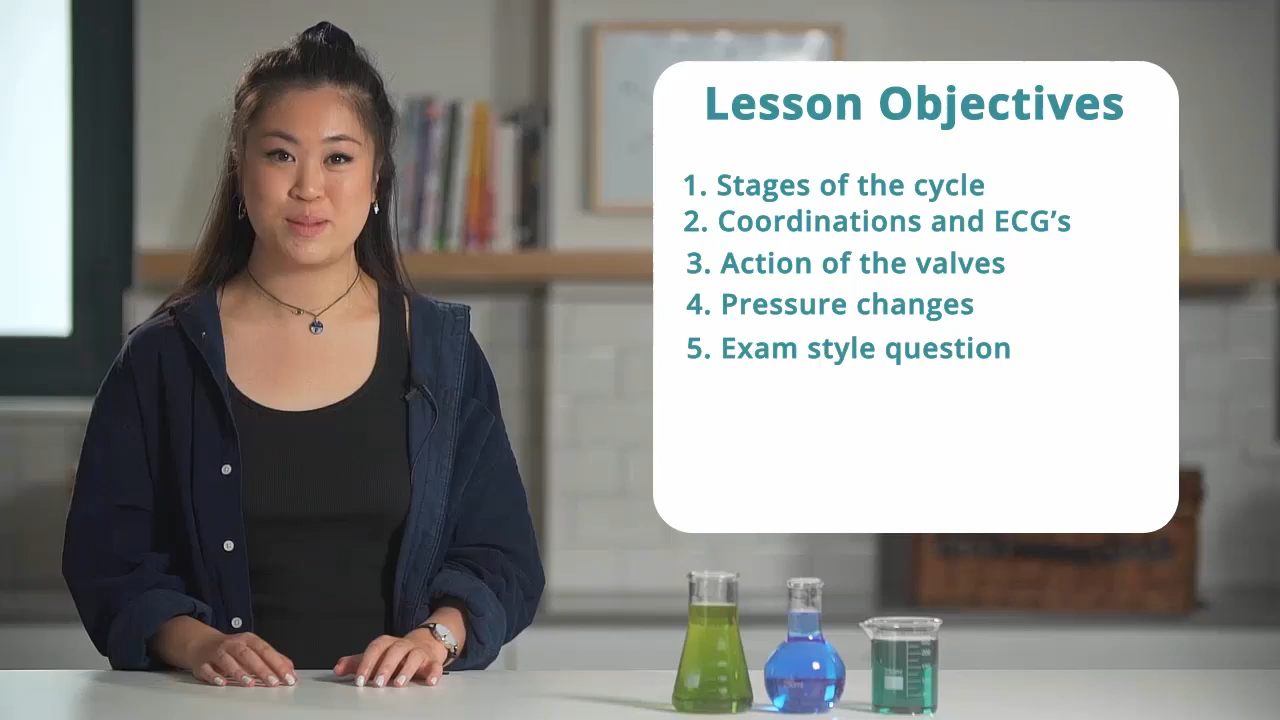 Lesson Objectives
1. Stages of the cycle
2. Coordinations and ECG’s
3. Action of the valves
4. Pressure changes
5. Exam style question